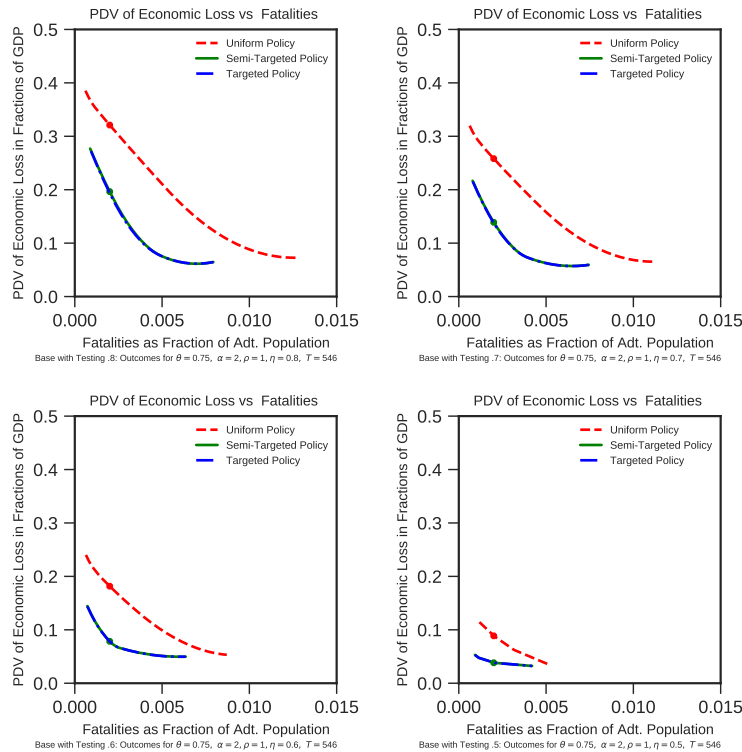 PDV of Economic Loss vs Fatalities
PDV of Economic Loss in Fractions of GDP
0.5
0.4
0.3
0.2
0.1
0.0
Uniform Policy
Semi-Targeted Policy
Targeted Policy
0.000 0.005 0.010 0.015
Fatalities as Fraction of Adt. Population
Base with Testing .8: Outcomes for θ = 0.75, α = 2, ρ = 1, η = 0.8, T = 546
PDV of Economic Loss vs Fatalities
PDV of Economic Loss in Fractions of GDP
0.5
0.4
0.3
0.2
0.1
0.0
Uniform Policy
Semi-Targeted Policy
Targeted Policy
0.000 0.005 0.010 0.015
Fatalities as Fraction of Adt. Population
Base with Testing .7: Outcomes for θ = 0.75, α = 2, ρ = 1, η = 0.7, T = 546
PDV of Economic Loss vs Fatalities
PDV of Economic Loss in Fractions of GDP
0.5
0.4
0.3
0.2
0.1
0.0
Uniform Policy
Semi-Targeted Policy
Targeted Policy
0.000 0.005 0.010 0.015
Fatalities as Fraction of Adt. Population
Base with Testing .6: Outcomes for θ = 0.75, α = 2, ρ = 1, η = 0.6, T = 546
PDV of Economic Loss vs Fatalities
PDV of Economic Loss in Fractions of GDP
0.5
0.4
0.3
0.2
0.1
0.0
Uniform Policy
Semi-Targeted Policy
Targeted Policy
0.000 0.005 0.010 0.015
Fatalities as Fraction of Adt. Population
Base with Testing .5: Outcomes for θ = 0.75, α = 2, ρ = 1, η = 0.5, T = 546